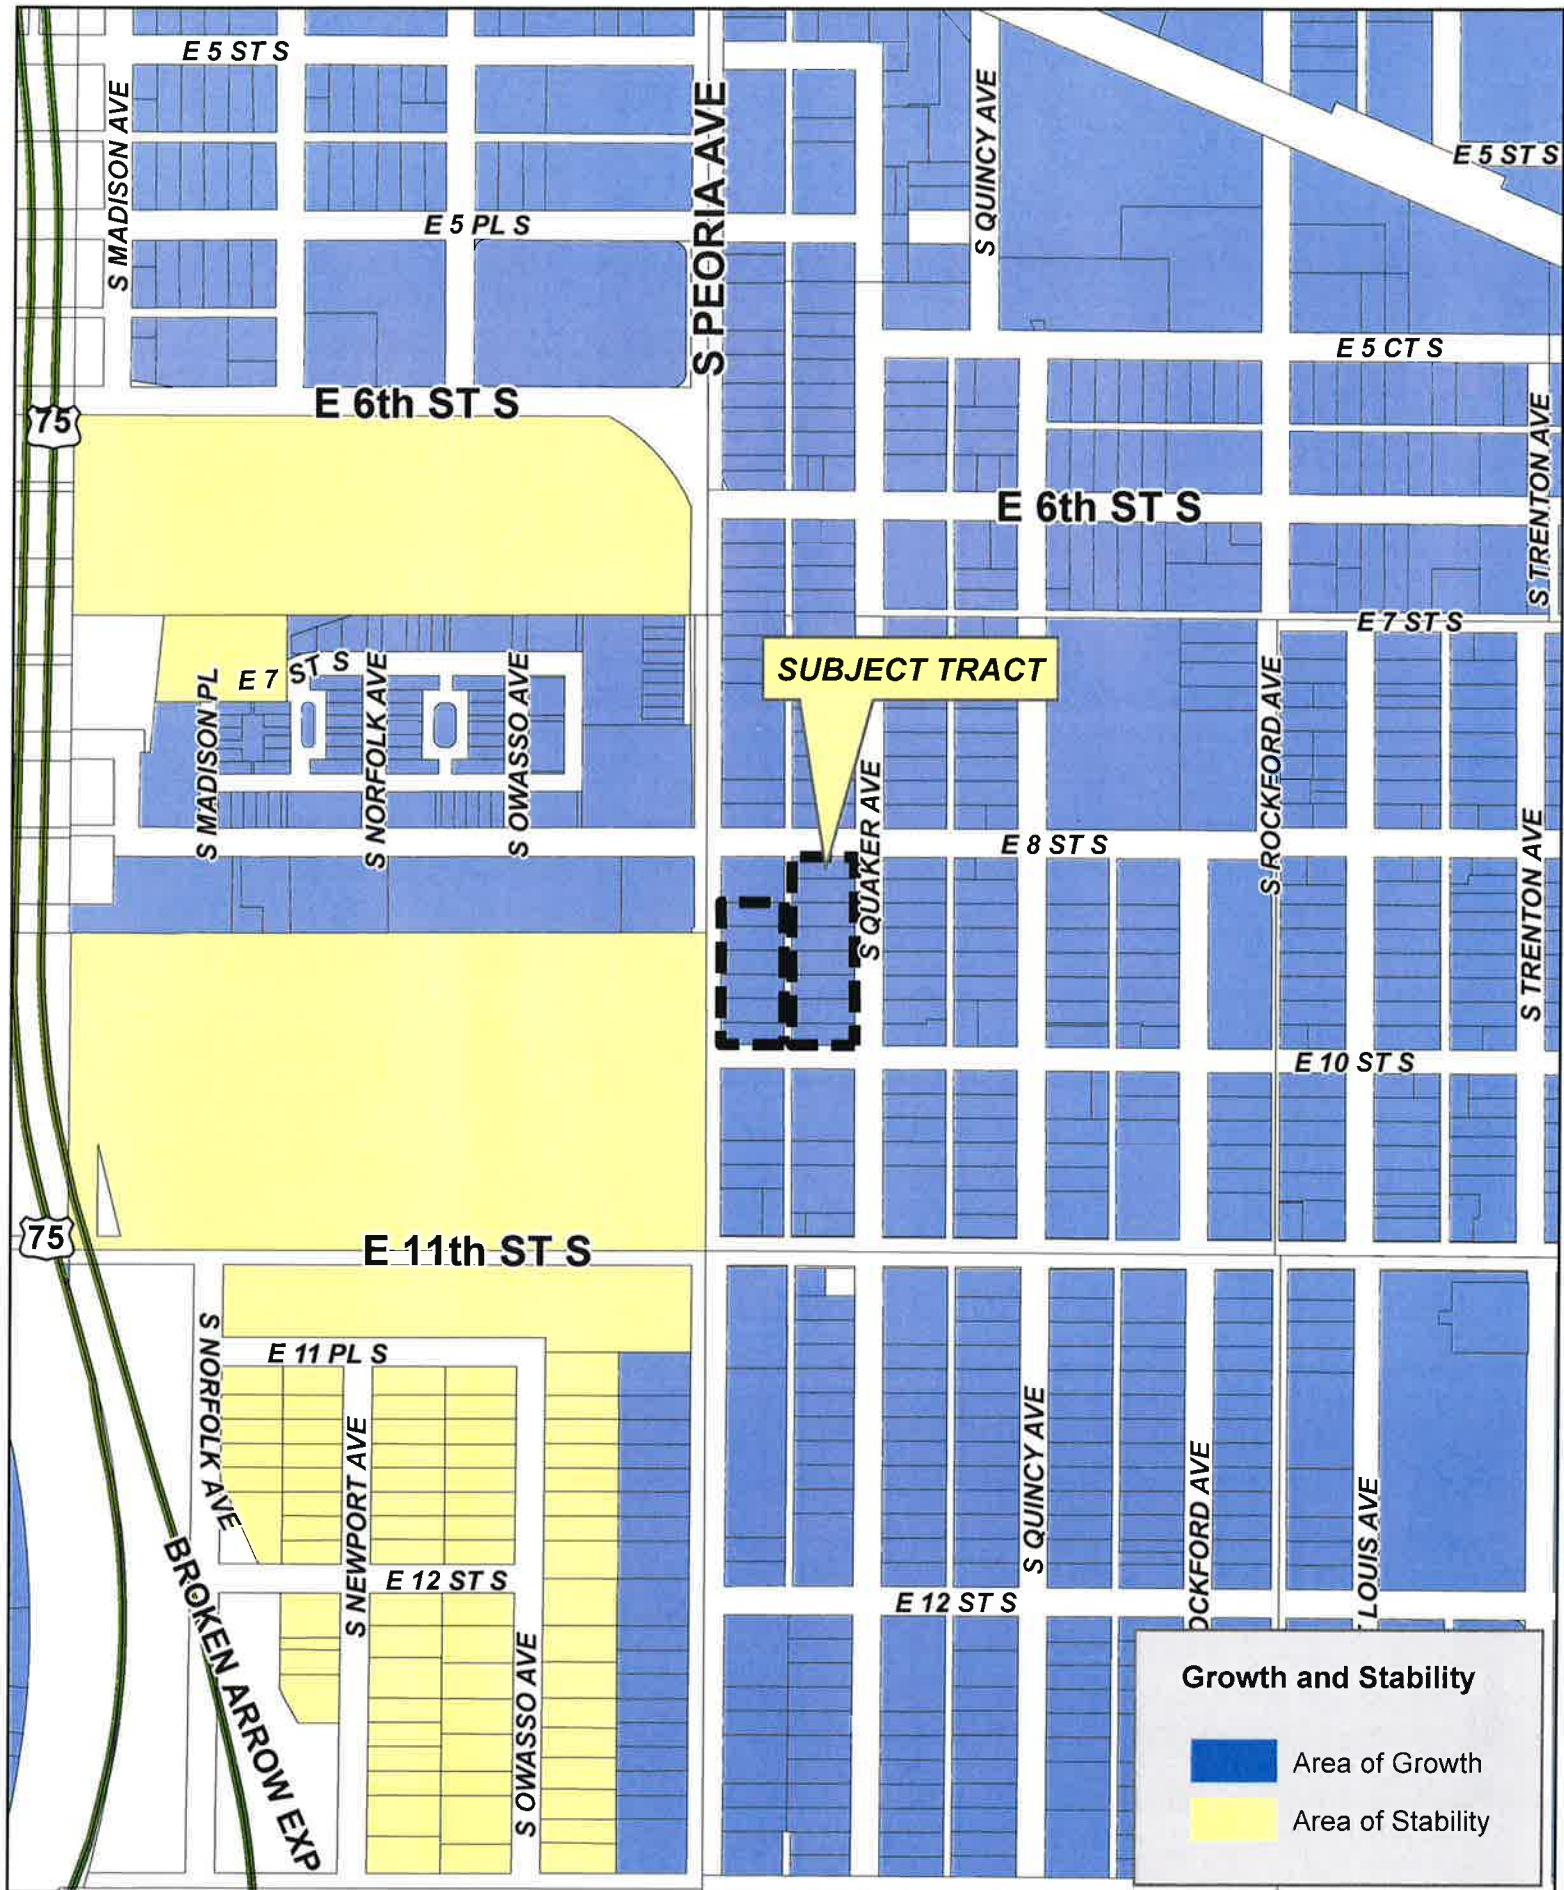 E 5 ST S
S MADISON AVE
S PEORIA AVE
S QUINCY AVE
E 5 ST S
E 5 PL S
E 5 CT S
E 6th ST S
75
S TRENTON AVE
E 6th ST S
E 7 ST S
SUBJECT TRACT
E 7 ST S
S MADISON PL
S NORFOLK AVE
S OWASSO AVE
S ROCKFORD AVE
S QUAKER AVE
E 8 ST S
S TRENTON AVE
E 10 ST S
75
E 11th ST S
S NORFOLK AVE
E 11 PL S
S NEWPORT AVE
S QUINCY AVE
OCKFORD AVE
T LOUIS AVE
BROKEN ARROW EXP
E 12 ST S
E 12 ST S
S OWASSO AVE
Growth and Stability
Area of Growth
Area of Stability